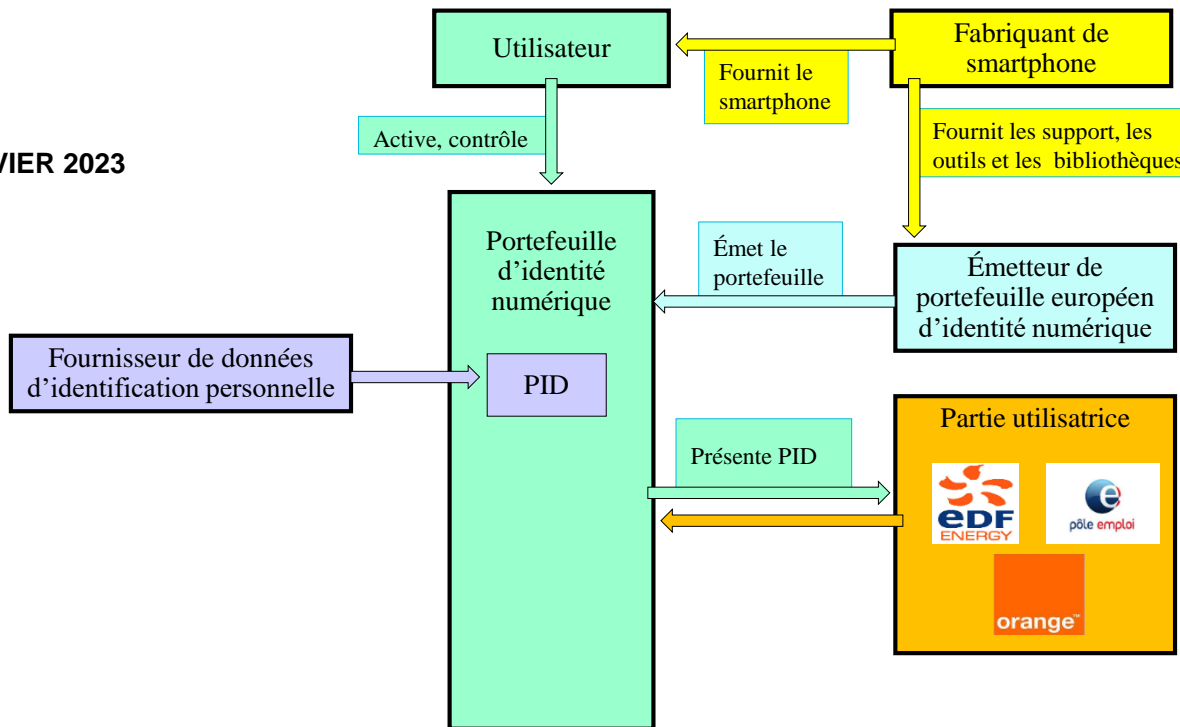 Utilisateur
Fabriquant de
smartphone
Fournit le
smartphone
Active, contrôle
Fournit les support, les
outils et les bibliothèques
VIER 2023
Portefeuille
d’identité
numérique
Émet le
portefeuille
Émetteur de
portefeuille européen
d’identité numérique
Fournisseur de données
d’identification personnelle
PID
Partie utilisatrice
Présente PID
eDF
ENERGY
pôle emploi
orange™